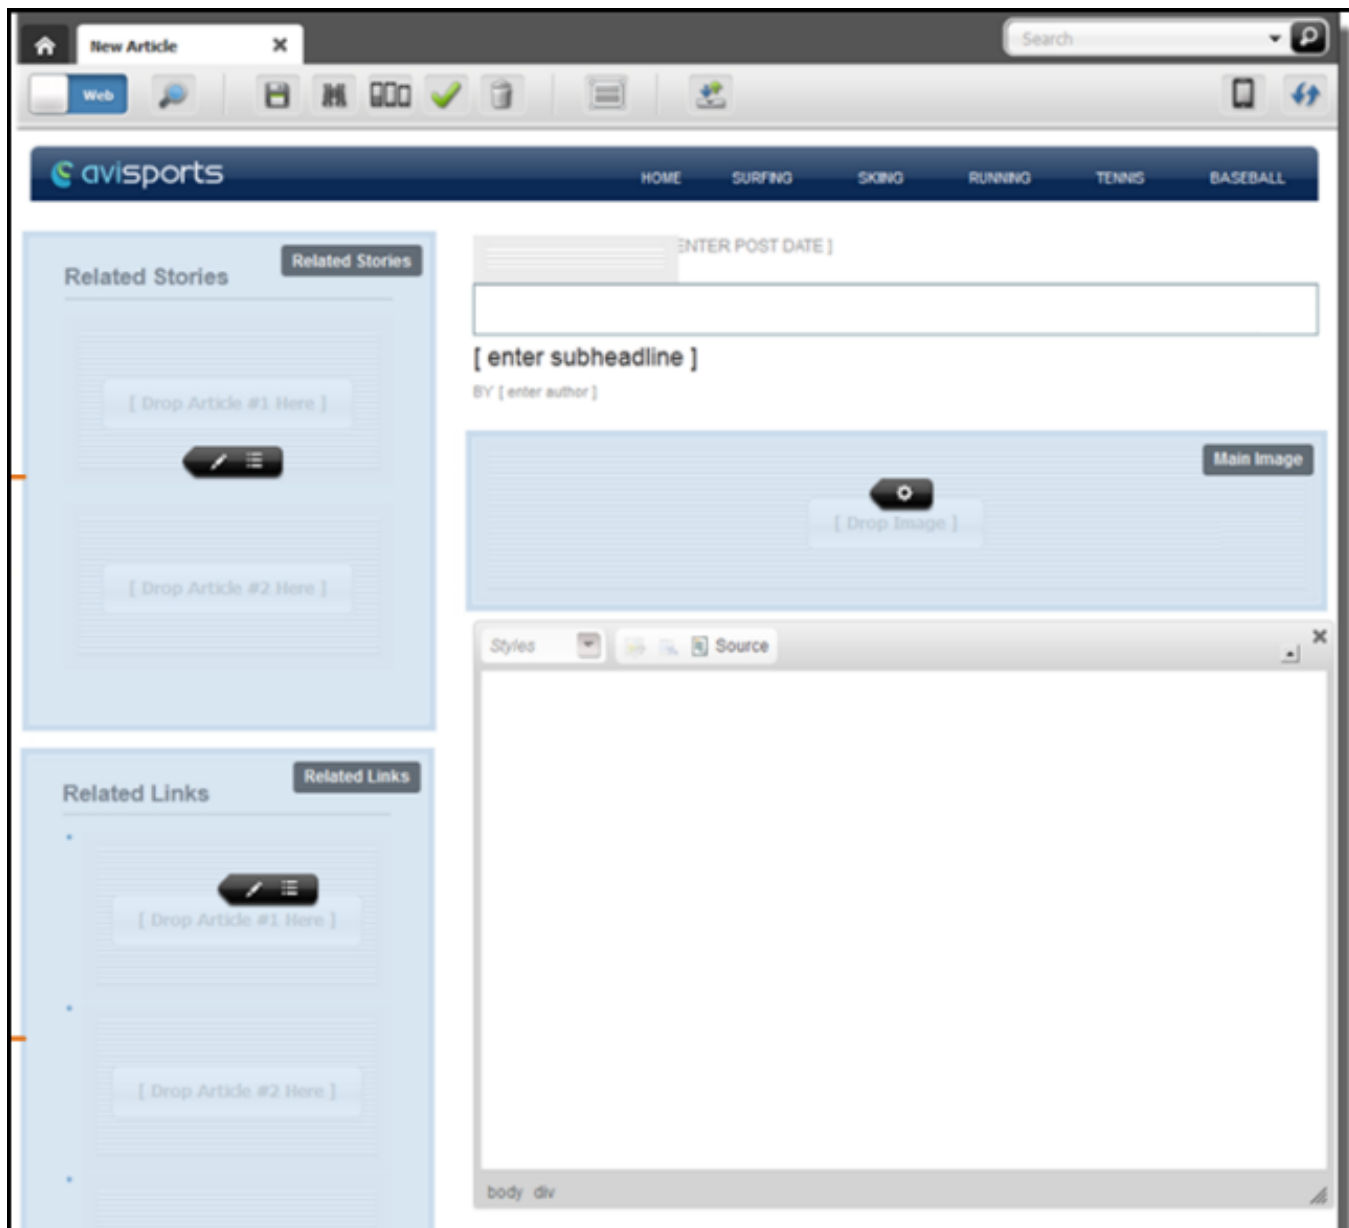 New Article
Search
Web
avisports
HOME SURFING SKIING RUNNING TENNIS BASEBALL
Related Stories
Related Stories
[ Drop Article #1 Here ]
[ Drop Article #2 Here ]
Related Links
Related Links
[ Drop Article #1 Here ]
[ Drop Article #2 Here ]
ENTER POST DATE ]
[ enter subheadline ]
BY [ enter author ]
Main Image
[ Drop Image ]
Styles Source
body div